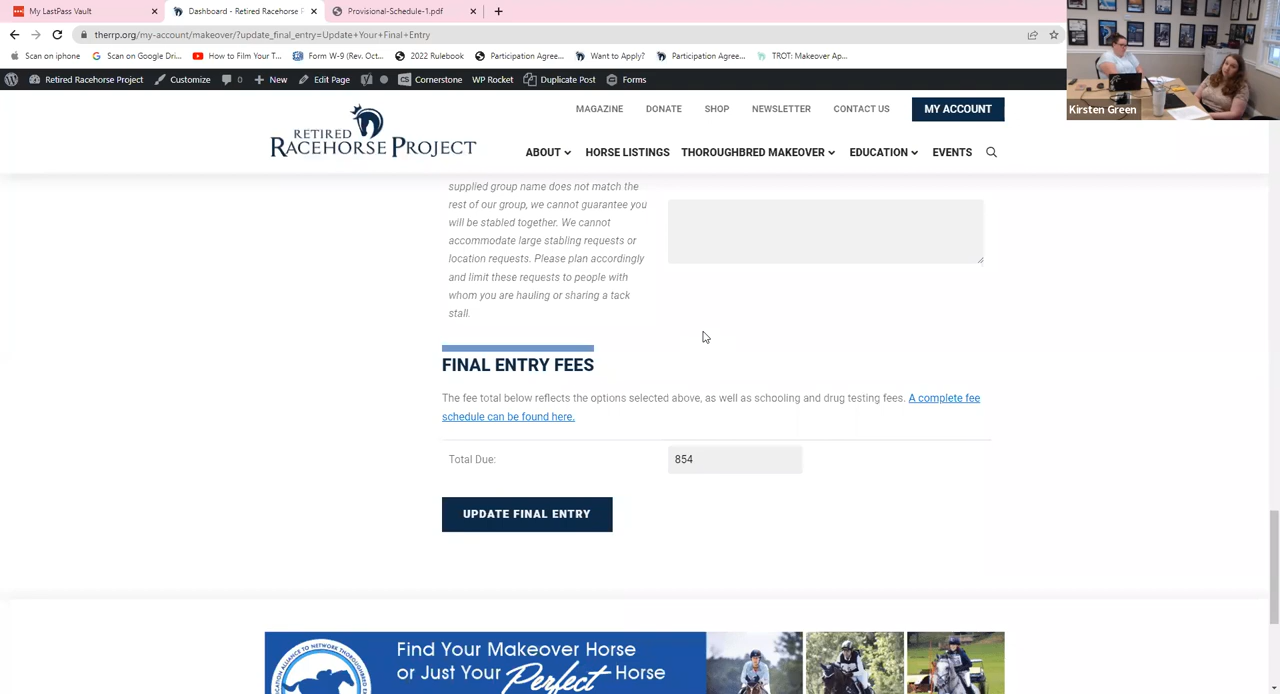 My LastPass Vault
Dashboard - Retired Racehorse P
Provisional-Schedule-1.pdf
therrp.org/my-account/makeover/?update_final_entry=Update+Your+Final+Entry
Scan on iphone
Scan on Google Driv...
How to Film Your T...
Form W-9 (Rev. Oct...
2022 Rulebook
Participation Agree...
Want to Apply?
Participation Agree...
TROT: Makeover Ap...
Retired Racehorse Project
Customize
0
New
Edit Page
CS Cornerstone
WP Rocket
Duplicate Post
Forms
Kirsten Green
MAGAZINE
DONATE
SHOP
NEWSLETTER
CONTACT US
MY ACCOUNT
RETIRED
RACEHORSE PROJECT
ABOUT
HORSE LISTINGS
THOROUGHBRED MAKEOVER
EDUCATION
EVENTS
supplied group name does not match the
rest of our group, we cannot guarantee you
will be stabled together. We cannot
accommodate large stabling requests or
location requests. Please plan accordingly
and limit these requests to people with
whom you are hauling or sharing a tack
stall.
FINAL ENTRY FEES
The fee total below reflects the options selected above, as well as schooling and drug testing fees. A complete fee
schedule can be found here.
Total Due:
854
UPDATE FINAL ENTRY
Find Your Makeover Horse
or Just Your Perfect Horse